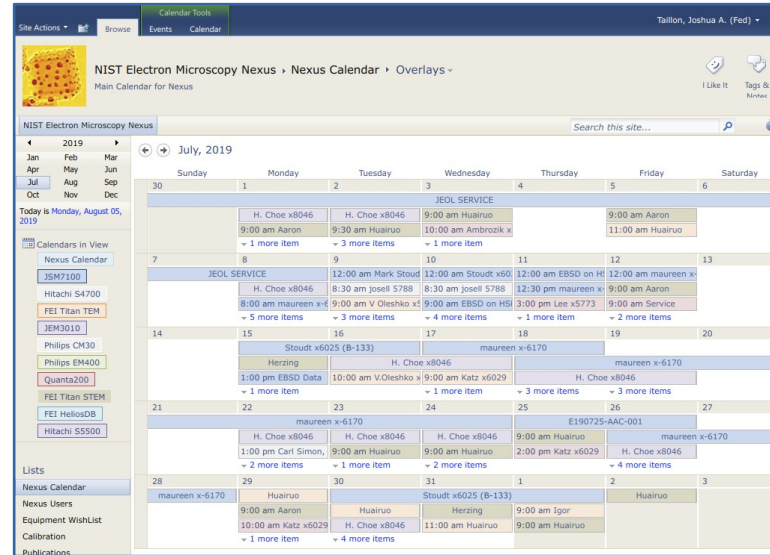 Calendar Tools
Site Actions Browse Events Calendar Taillon, Joshua A. (Fed)
NIST Electron Microscopy Nexus › Nexus Calendar › Overlays
Main Calendar for Nexus
I Like It Tags & Notes
NIST Electron Microscopy Nexus
Search this site...
2019
Jan Feb Mar
Apr May Jun
Jul Aug Sep
Oct Nov Dec
Today is Monday, August 05, 2019
Calendars in View
Nexus Calendar
JSM7100
Hitachi S4700
FEI Titan TEM
JEM3010
Philips CM30
Philips EM400
Quanta200
FEI Titan STEM
FEI HeliosDB
Hitachi S5500
Lists
Nexus Calendar
Nexus Users
Equipment WishList
Calibration
Publications
July, 2019
Sunday Monday Tuesday Wednesday Thursday Friday Saturday
30 1 2 3 4 5 6
JEOL SERVICE
H. Choe x8046 H. Choe x8046 9:00 am Huairuo 9:00 am Aaron
9:00 am Aaron 9:30 am Huairuo 10:00 am Ambrozik x 11:00 am Huairuo
1 more item 3 more items 1 more item
7 8 9 10 11 12 13
JEOL SERVICE 12:00 am Mark Stoud 12:00 am Stoudt x60 12:00 am EBSD on H 12:00 am maureen x-
H. Choe x8046 8:30 am josell 5788 8:30 am josell 5788 12:30 pm maureen x- 9:00 am Aaron
8:00 am maureen x-6 9:00 am V Oleshko x5 9:00 am EBSD on HSI 3:00 pm Lee x5773 9:00 am Service
5 more items 3 more items 4 more items 1 more item 2 more items
14 15 16 17 18 19 20
Stoudt x6025 (B-133) maureen x-6170
Herzing H. Choe x8046 maureen x-6170
1:00 pm EBSD Data 10:00 am V.Oleshko x 9:00 am Katz x6029 H. Choe x8046
1 more item 1 more item 3 more items 3 more items
21 22 23 24 25 26 27
maureen x-6170 E190725-AAC-001
H. Choe x8046 H. Choe x8046 H. Choe x8046 9:00 am Huairuo maureen x-6170
1:00 pm Carl Simon, 9:00 am Huairuo 9:00 am Huairuo 2:00 pm Katz x6029 H. Choe x8046
2 more items 1 more item 2 more items 4 more items
28 29 30 31 1 2 3
maureen x-6170 Huairuo Stoudt x6025 (B-133) Huairuo
9:00 am Aaron Huairuo Herzing 9:00 am Igor
10:00 am Katz x6029 H. Choe x8046 11:00 am Huairuo 9:00 am Huairuo
1 more item 4 more items